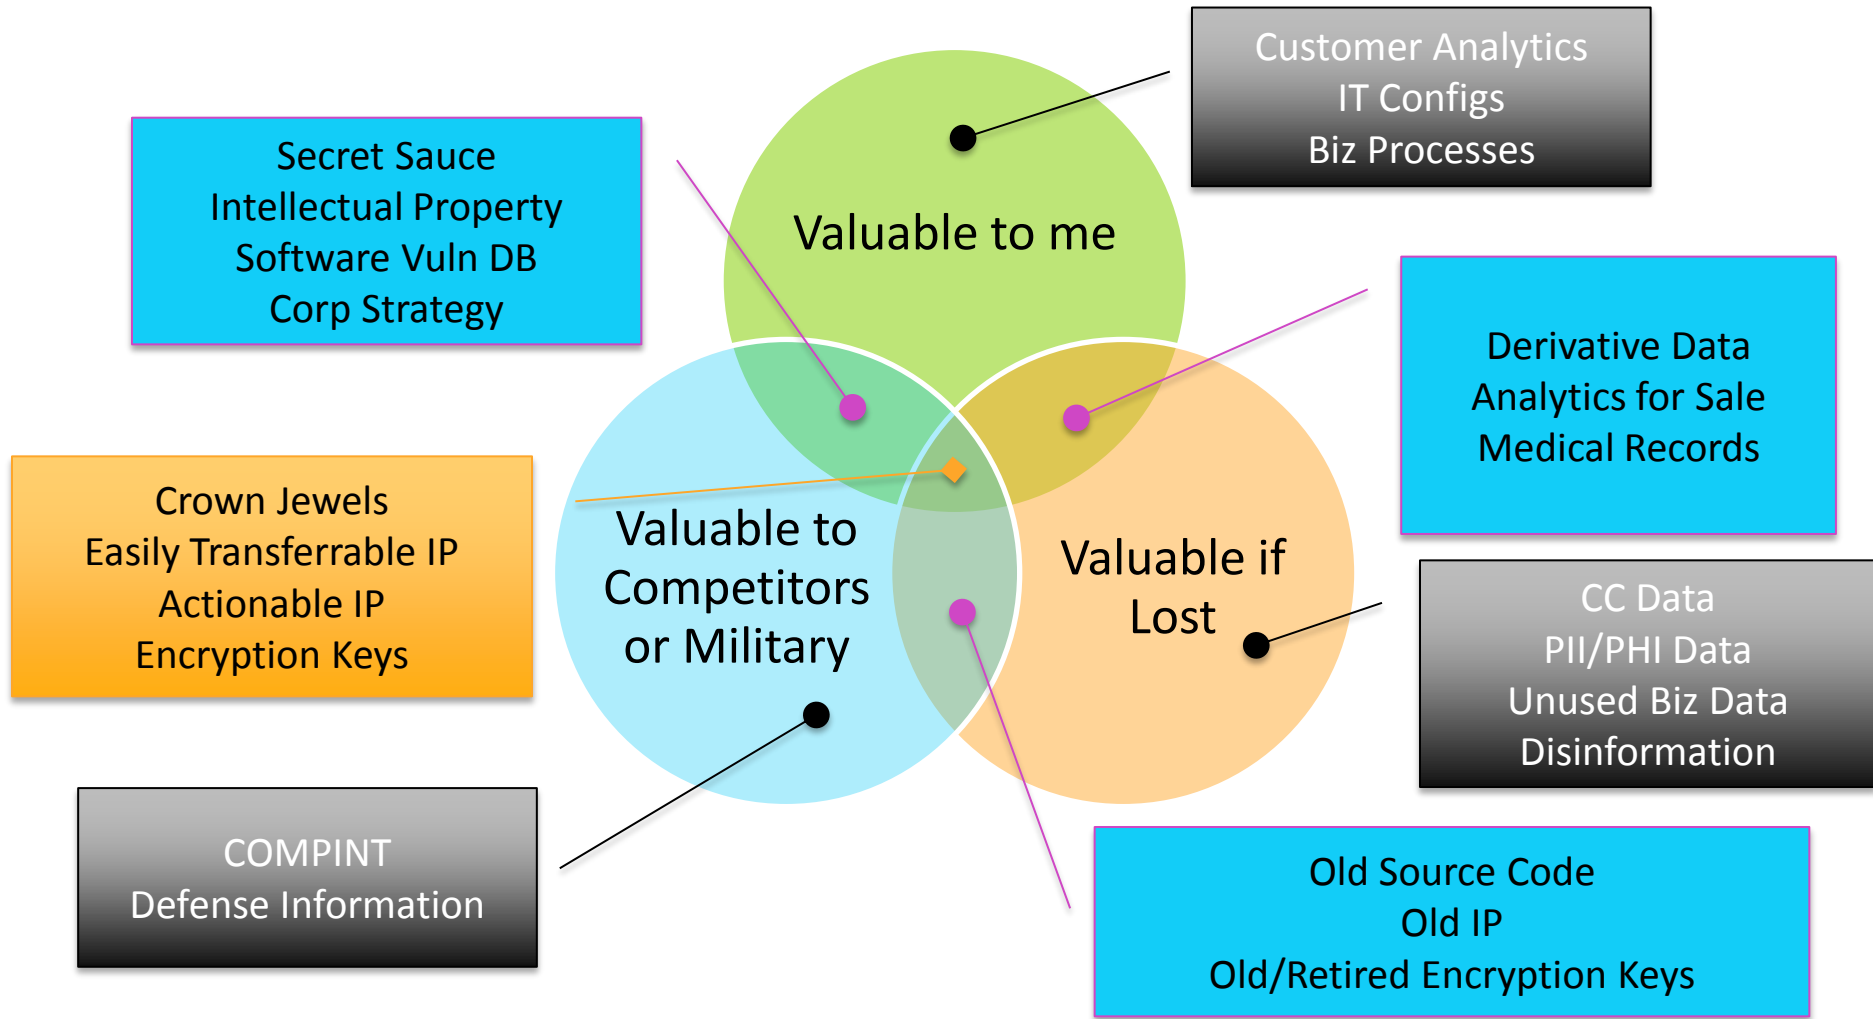 Customer Analytics
IT Configs
Biz Processes
Secret Sauce
Intellectual Property
Software Vuln DB
Corp Strategy
Valuable to me
Derivative Data
Analytics for Sale
Medical Records
Crown Jewels
Easily Transferrable IP
Actionable IP
Encryption Keys
Valuable to
Competitors
or Military
Valuable if
Lost
CC Data
PII/PHI Data
Unused Biz Data
Disinformation
COMPINT
Defense Information
Old Source Code
Old IP
Old/Retired Encryption Keys